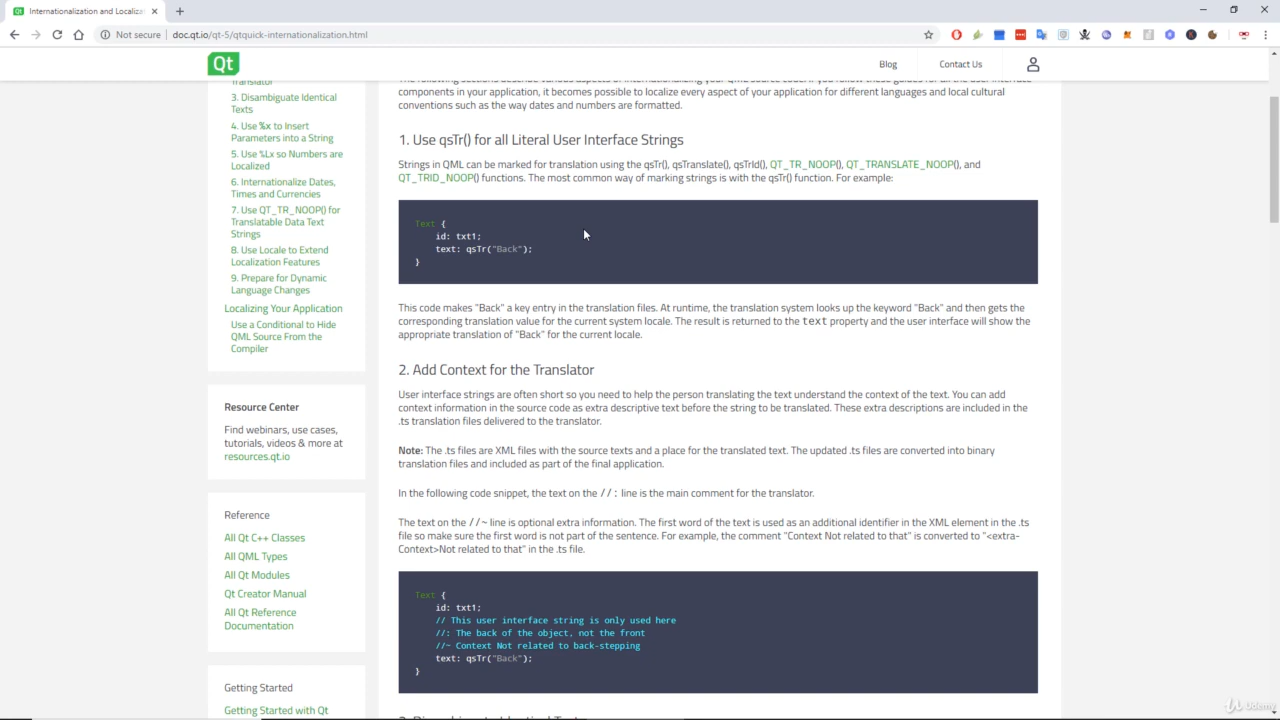 Internationalization and Localiza
Not secure
doc.qt.io/qt-5/qtquick-internationalization.html
Qt
Blog
Contact Us
Translator
3. Disambiguate Identical
Texts
4. Use %x to Insert
Parameters into a String
5. Use %Lx so Numbers are
Localized
6. Internationalize Dates,
Times and Currencies
7. Use QT_TR_NOOP() for
Translatable Data Text
Strings
8. Use Locale to Extend
Localization Features
9. Prepare for Dynamic
Language Changes
Localizing Your Application
Use a Conditional to Hide
QML Source From the
Compiler
Resource Center
Find webinars, use cases,
tutorials, videos & more at
resources.qt.io
Reference
All Qt C++ Classes
All QML Types
All Qt Modules
Qt Creator Manual
All Qt Reference
Documentation
Getting Started
Getting Started with Qt
The following sections describe various aspects of internationalizing your QML source code. If you follow these guides for all the user interface
components in your application, it becomes possible to localize every aspect of your application for different languages and local cultural
conventions such as the way dates and numbers are formatted.
1. Use qsTr() for all Literal User Interface Strings
Strings in QML can be marked for translation using the qsTr(), qsTranslate(), qsTrId(), QT_TR_NOOP(), QT_TRANSLATE_NOOP(), and
QT_TRID_NOOP() functions. The most common way of marking strings is with the qsTr() function. For example:
Text {
id: txt1;
text: qsTr("Back");
}
This code makes "Back" a key entry in the translation files. At runtime, the translation system looks up the keyword "Back" and then gets the
corresponding translation value for the current system locale. The result is returned to the text property and the user interface will show the
appropriate translation of "Back" for the current locale.
2. Add Context for the Translator
User interface strings are often short so you need to help the person translating the text understand the context of the text. You can add
context information in the source code as extra descriptive text before the string to be translated. These extra descriptions are included in the
.ts translation files delivered to the translator.
Note: The .ts files are XML files with the source texts and a place for the translated text. The updated .ts files are converted into binary
translation files and included as part of the final application.
In the following code snippet, the text on the //: line is the main comment for the translator.
The text on the //~ line is optional extra information. The first word of the text is used as an additional identifier in the XML element in the .ts
file so make sure the first word is not part of the sentence. For example, the comment "Context Not related to that" is converted to "<extra-
Context>Not related to that" in the .ts file.
Text {
id: txt1;
// This user interface string is only used here
//: The back of the object, not the front
//~ Context Not related to back-stepping
text: qsTr("Back");
}
3. Disambiguate Identical Texts
Udemy